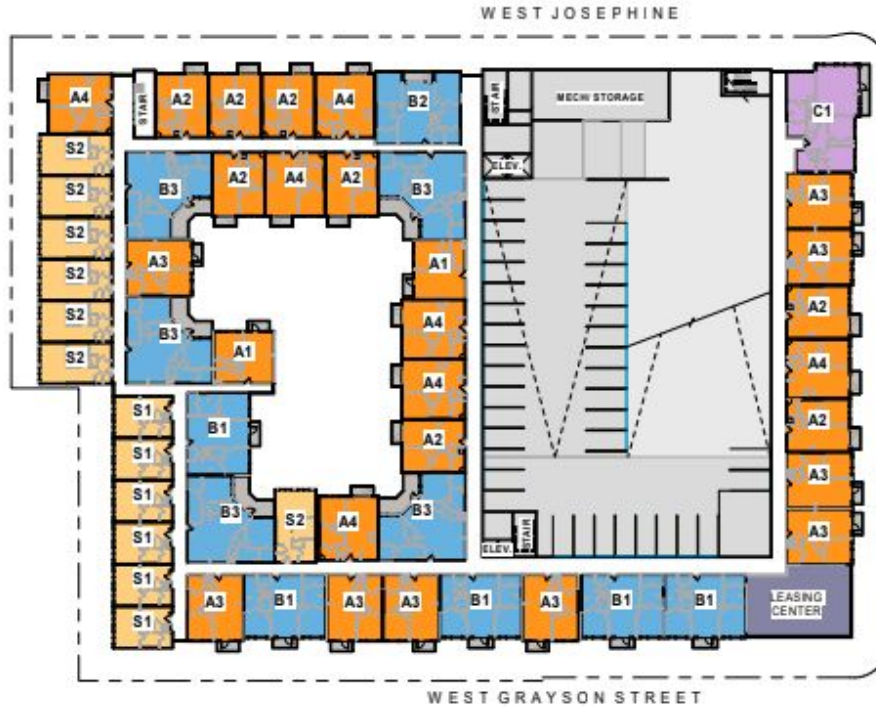 WEST JOSEPHINE
A4
STAIR
A2
A2
A2
A4
B2
STAIR
MECH STORAGE
C1
S2
S2
S2
S2
S2
S2
B3
A2
A4
A2
B3
ELEV.
A3
A3
A3
A1
A2
B3
A1
A4
A4
A4
A2
A2
S1
S1
S1
S1
S1
S1
B1
B3
S2
A4
B3
A3
A3
ELEV.
STAIR
A3
B1
A3
A3
B1
A3
B1
B1
LEASING
CENTER
WEST GRAYSON STREET